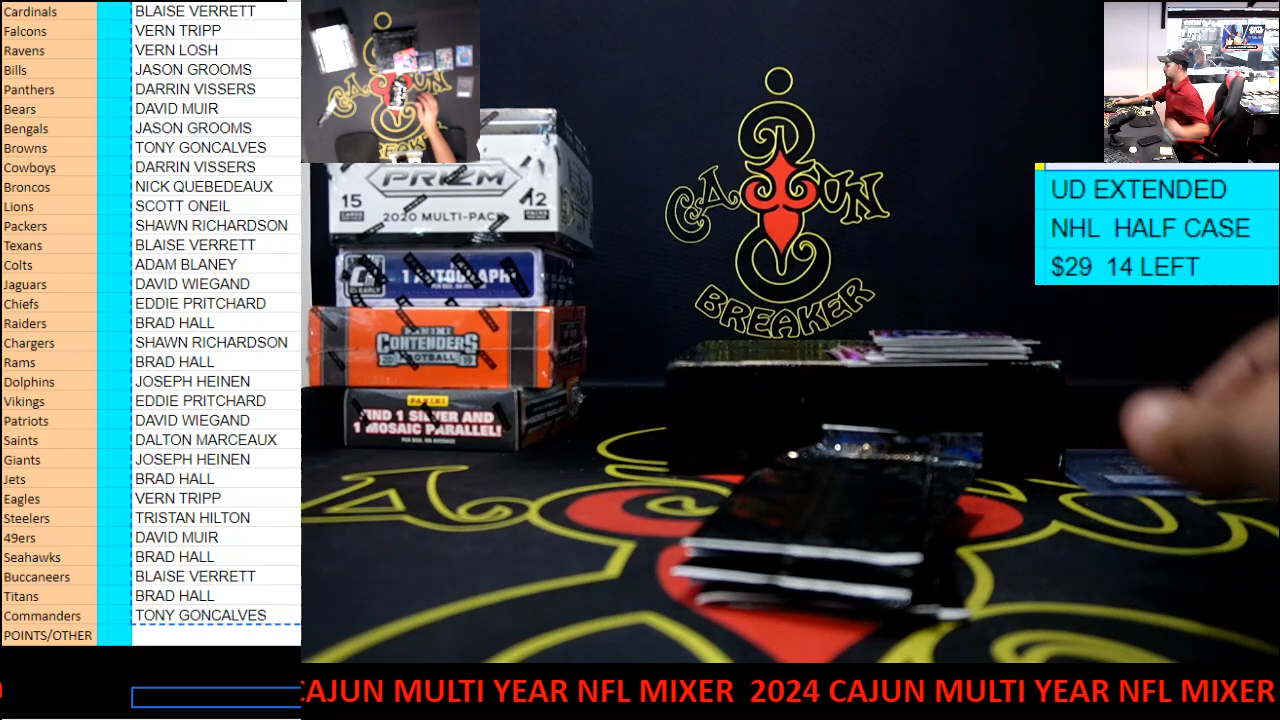 Cardinals BLAISE VERRETT
Falcons VERN TRIPP
Ravens VERN LOSH
Bills JASON GROOMS
Panthers DARRIN VISSERS
Bears DAVID MUIR
Bengals JASON GROOMS
Browns TONY GONCALVES
Cowboys DARRIN VISSERS
Broncos NICK QUEBEDEAUX
Lions SCOTT ONEIL
Packers SHAWN RICHARDSON
Texans BLAISE VERRETT
Colts ADAM BLANEY
Jaguars DAVID WIEGAND
Chiefs EDDIE PRITCHARD
Raiders BRAD HALL
Chargers SHAWN RICHARDSON
Rams BRAD HALL
Dolphins JOSEPH HEINEN
Vikings EDDIE PRITCHARD
Patriots DAVID WIEGAND
Saints DALTON MARCEAUX
Giants JOSEPH HEINEN
Jets BRAD HALL
Eagles VERN TRIPP
Steelers TRISTAN HILTON
49ers DAVID MUIR
Seahawks BRAD HALL
Buccaneers BLAISE VERRETT
Titans BRAD HALL
Commanders TONY GONCALVES
POINTS/OTHER
PRIZM
15 12
CARDS PACKS
2020 MULTI-PACK
1 AUTOGRAPH
CLEARLY
PANINI
CONTENDERS
FOOTBALL
PANINI
FIND 1 SILVER AND
1 MOSAIC PARALLEL!
CAJUN
BREAKER
UD EXTENDED
NHL HALF CASE
$29 14 LEFT
CAJUN MULTI YEAR NFL MIXER 2024 CAJUN MULTI YEAR NFL MIXER